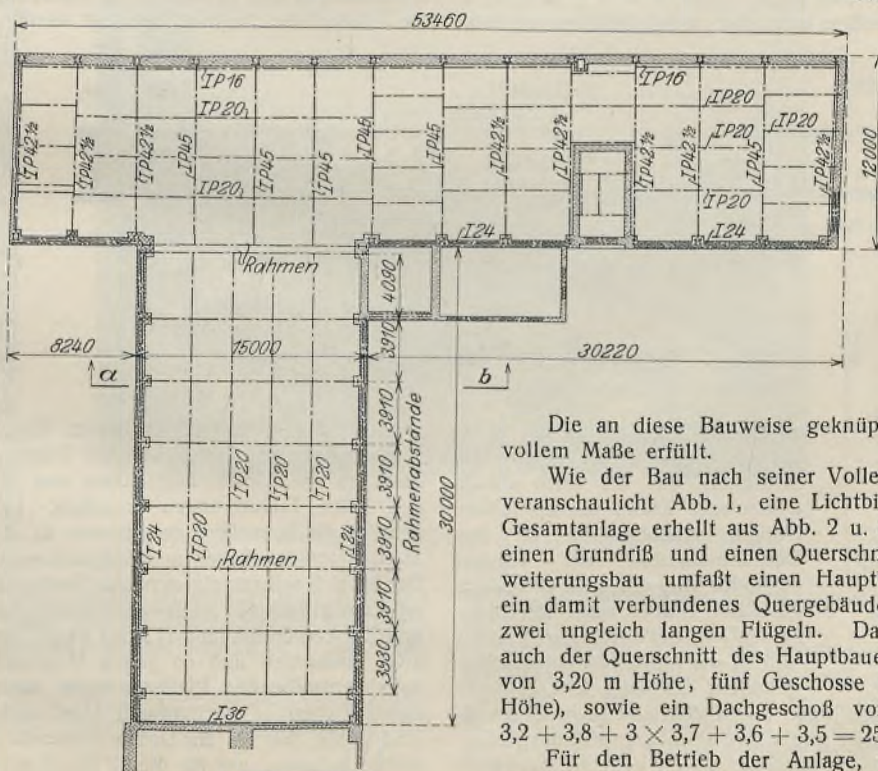 53460
IP16
IP16
IP20
IP20
IP20
IP20
IP42½
IP42½
IP42½
IP45
IP45
IP45
IP45
IP45
IP42½
IP42½
IP42½
IP42½
IP45
IP42½
12000
IP20
IP20
I24
I24
Rahmen
4090
8240
15000
30220
a
b
3910
3910
3910
3910
3910
3930
Rahmenabstände
30000
IP20
IP20
IP20
IP20
I24
I24
Rahmen
I36
Die an diese Bauweise geknüp
vollem Maße erfüllt.
Wie der Bau nach seiner Volle
veranschaulicht Abb. 1, eine Lichtbi
Gesamtanlage erhellt aus Abb. 2 u.
einen Grundriß und einen Querschn
weiterungsbau umfaßt einen Haupt
ein damit verbundenes Quergebäude
zwei ungleich langen Flügeln. Da
auch der Querschnitt des Hauptbaue
von 3,20 m Höhe, fünf Geschosse
Höhe), sowie ein Dachgeschoß vo
3,2 + 3,8 + 3 × 3,7 + 3,6 + 3,5 = 25
Für den Betrieb der Anlage,